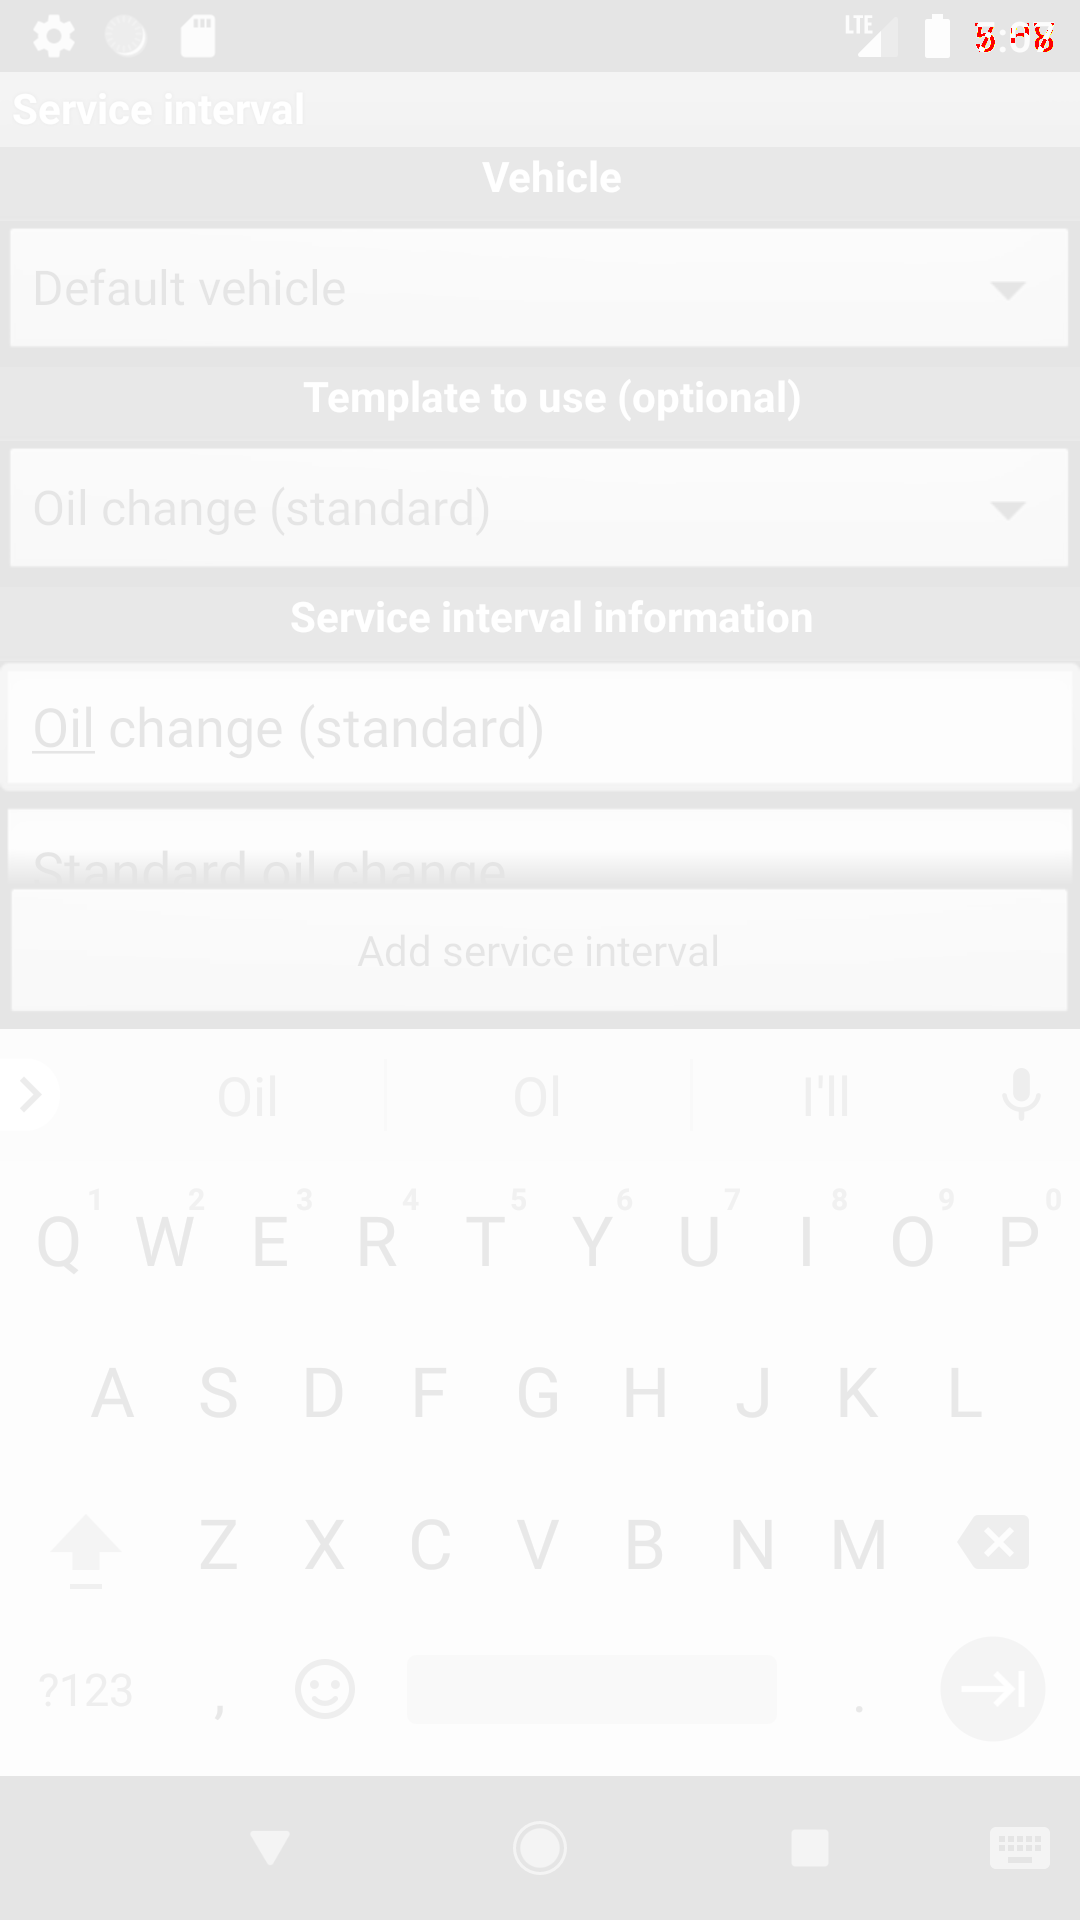 LTE
Service interval
Vehicle
Default vehicle
Template to use (optional)
Oil change (standard)
Service interval information
Oil change (standard)
Standard oil change
Add service interval
Oil Ol I'll
1 2 3 4 5 6 7 8 9 0
Q W E R T Y U I O P
A S D F G H J K L
Z X C V B N M
?123 , .